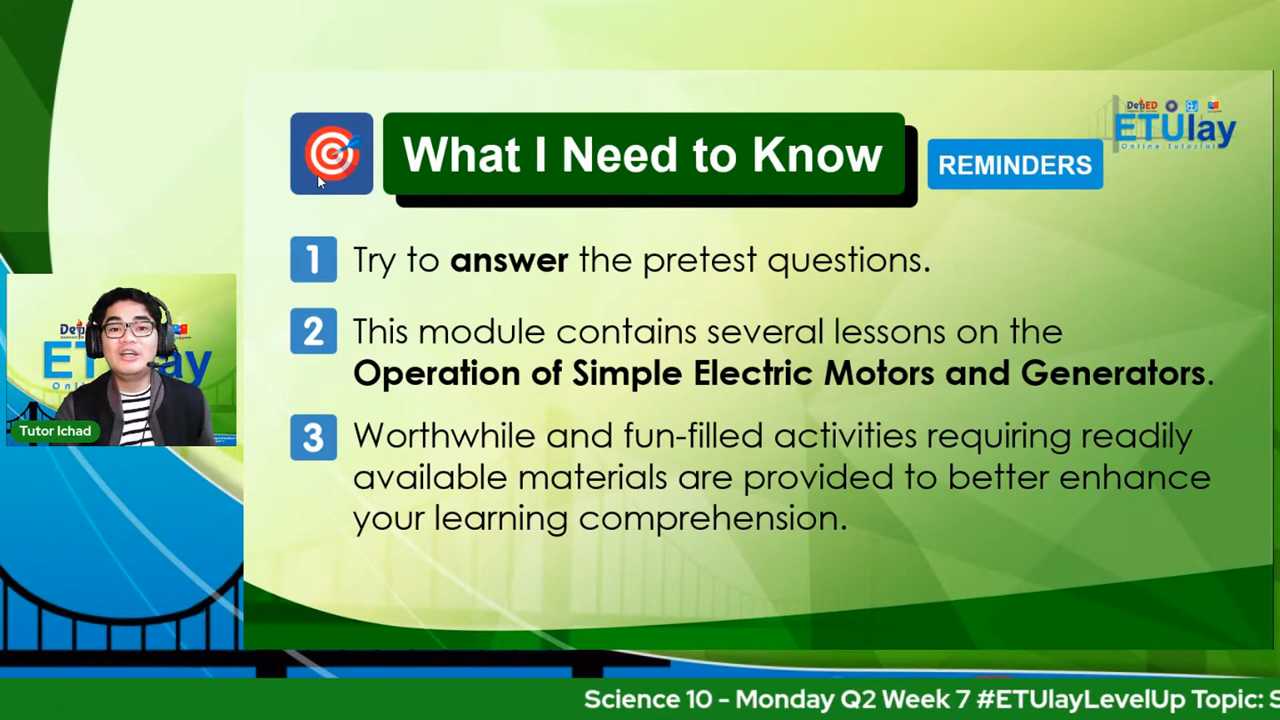 What I Need to Know
REMINDERS
DepED
ETUlay
Online Tutorial
1 Try to answer the pretest questions.
2 This module contains several lessons on the
Operation of Simple Electric Motors and Generators.
3 Worthwhile and fun-filled activities requiring readily
available materials are provided to better enhance
your learning comprehension.
Tutor Ichad
Science 10 - Monday Q2 Week 7 #ETUlayLevelUp Topic: S